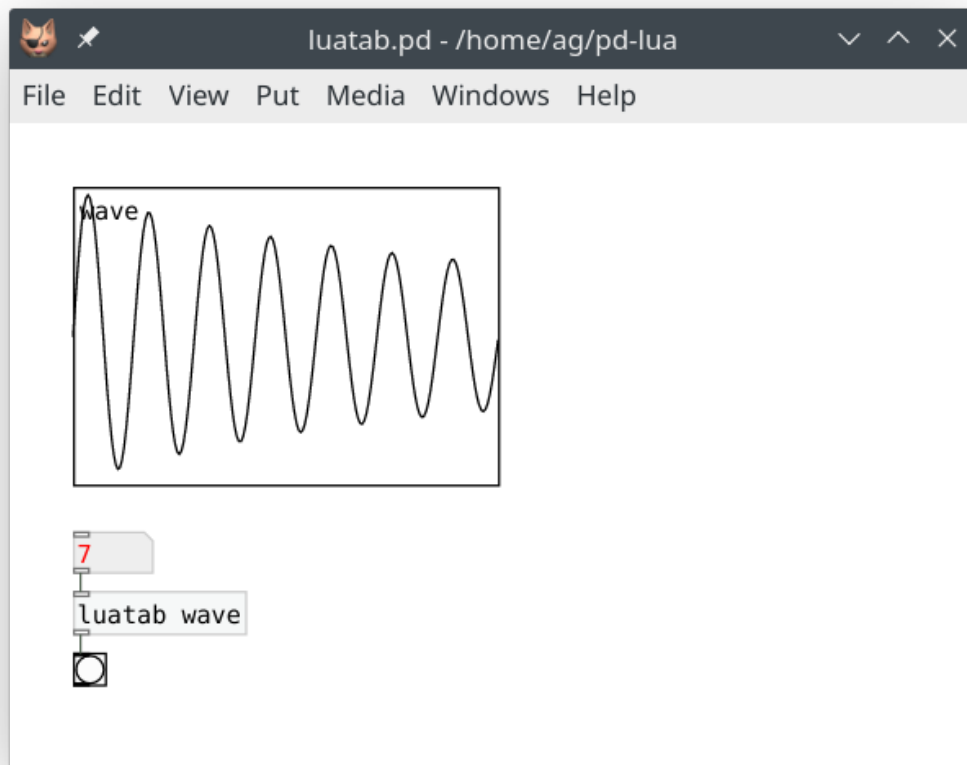 luatab.pd - /home/ag/pd-lua
File Edit View Put Media Windows Help
wave
7
luatab wave